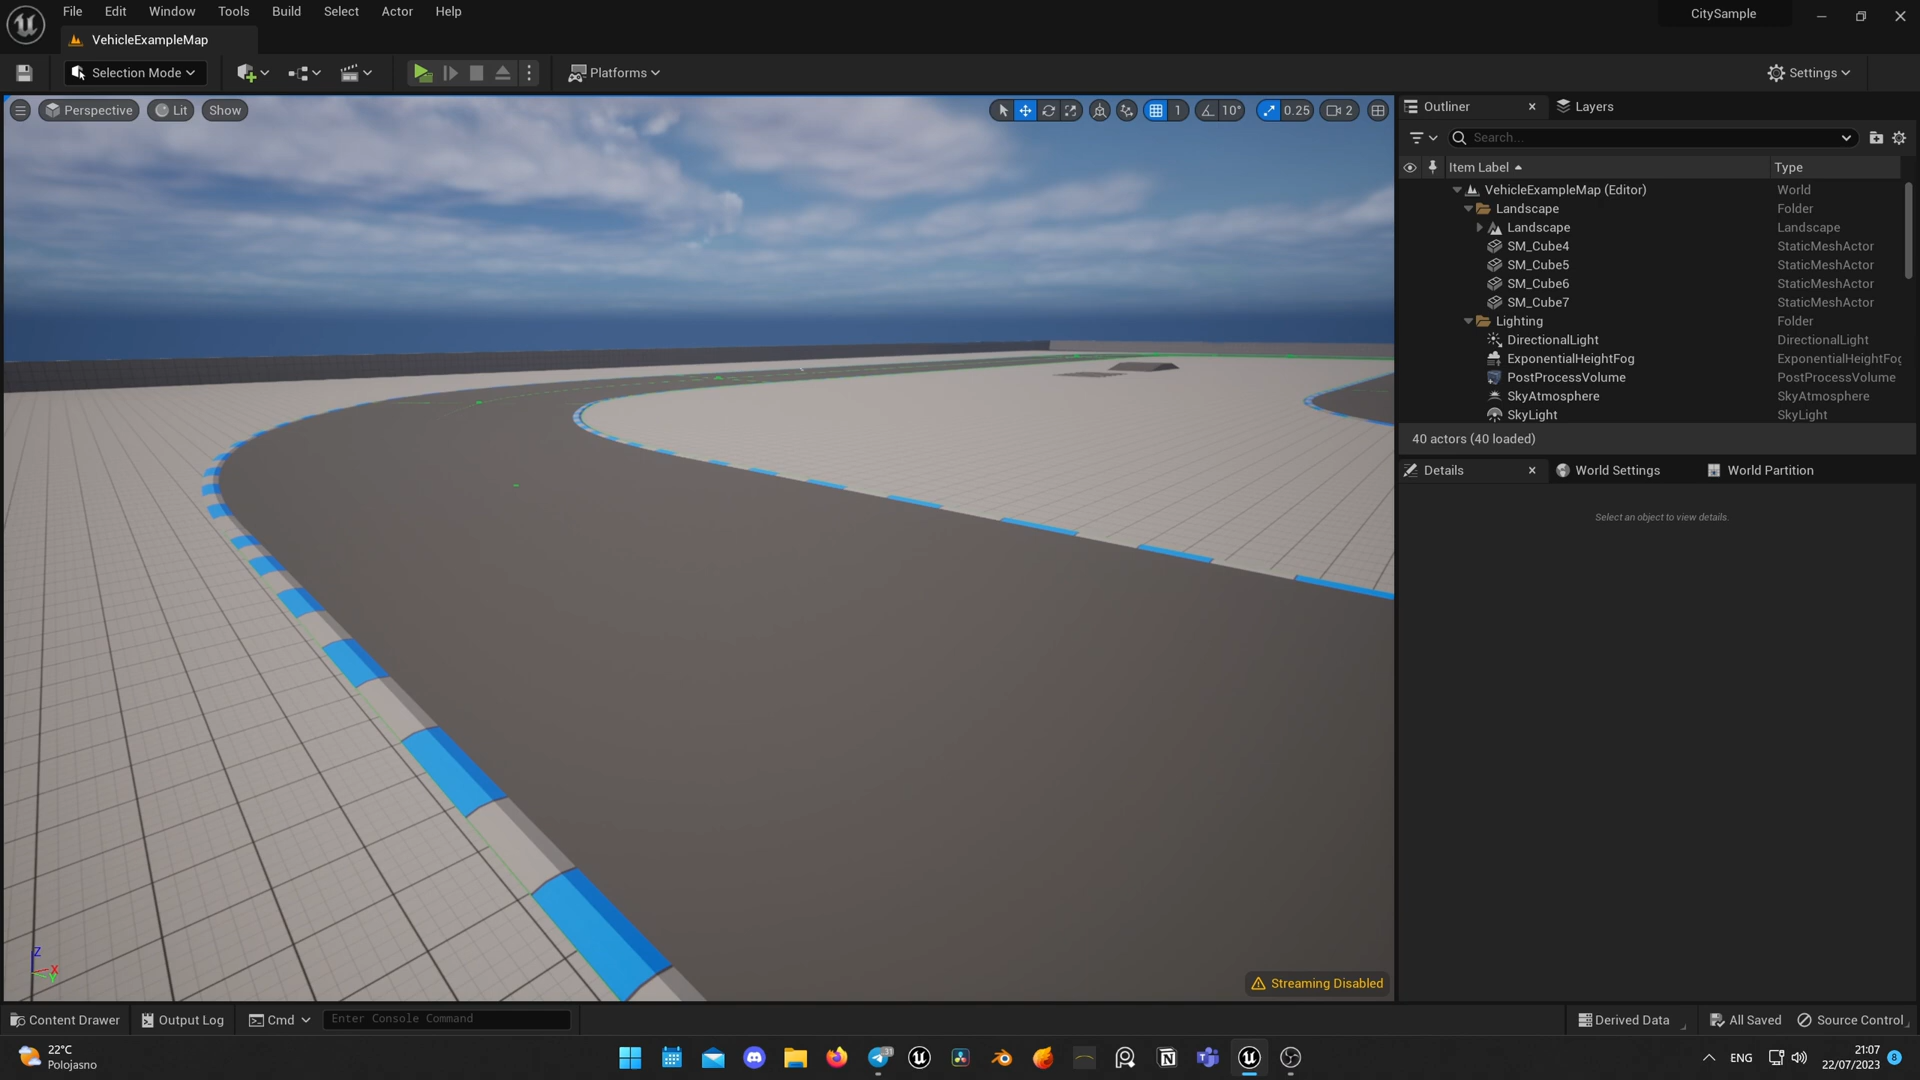 File Edit Window Tools Build Select Actor Help
CitySample
VehicleExampleMap
Selection Mode
Platforms
Settings
Perspective Lit Show
1 10° 0.25 2
Outliner Layers
Search...
Item Label Type
VehicleExampleMap (Editor) World
Landscape Folder
Landscape Landscape
SM_Cube4 StaticMeshActor
SM_Cube5 StaticMeshActor
SM_Cube6 StaticMeshActor
SM_Cube7 StaticMeshActor
Lighting Folder
DirectionalLight DirectionalLight
ExponentialHeightFog ExponentialHeightFog
PostProcessVolume PostProcessVolume
SkyAtmosphere SkyAtmosphere
SkyLight SkyLight
40 actors (40 loaded)
Details World Settings World Partition
Select an object to view details.
Z
X
Y
Streaming Disabled
Content Drawer Output Log Cmd Enter Console Command
Derived Data All Saved Source Control
22°C
Polojasno
31
ENG
21:07
22/07/2023
8